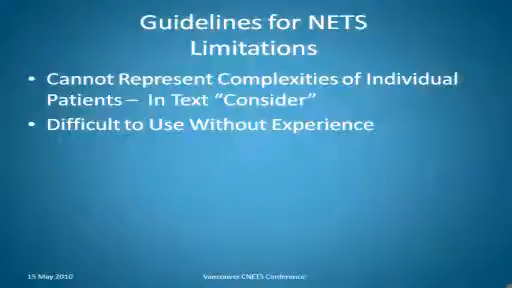 Guidelines for NETS
Limitations
• Cannot Represent Complexities of Individual
Patients – In Text “Consider”
• Difficult to Use Without Experience
15 May 2010
Vancouver CNETS Conference